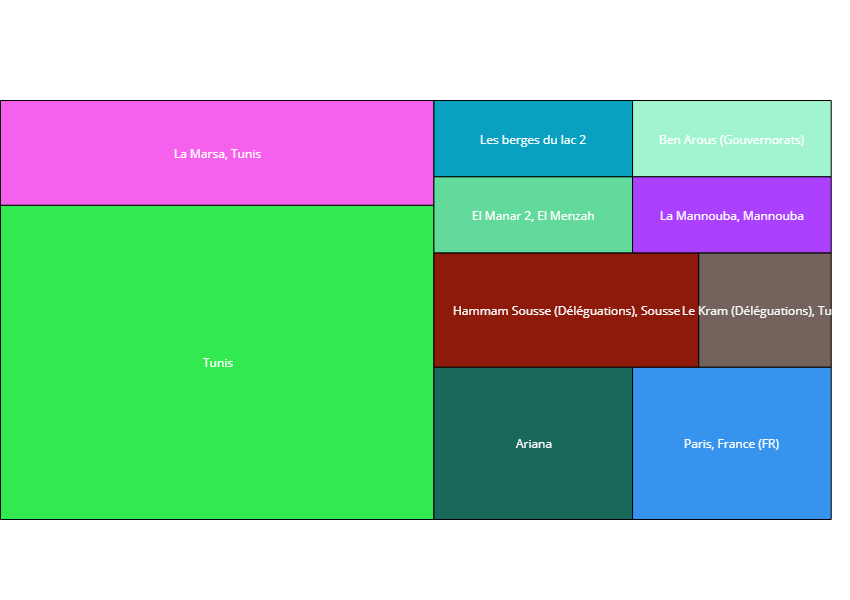 La Marsa, Tunis
Les berges du lac 2
Ben Arous (Gouvernorats)
El Manar 2, El Menzah
La Mannouba, Mannouba
Hammam Sousse (Déléguations), Sousse
Le Kram (Déléguations), Tu
Tunis
Ariana
Paris, France (FR)